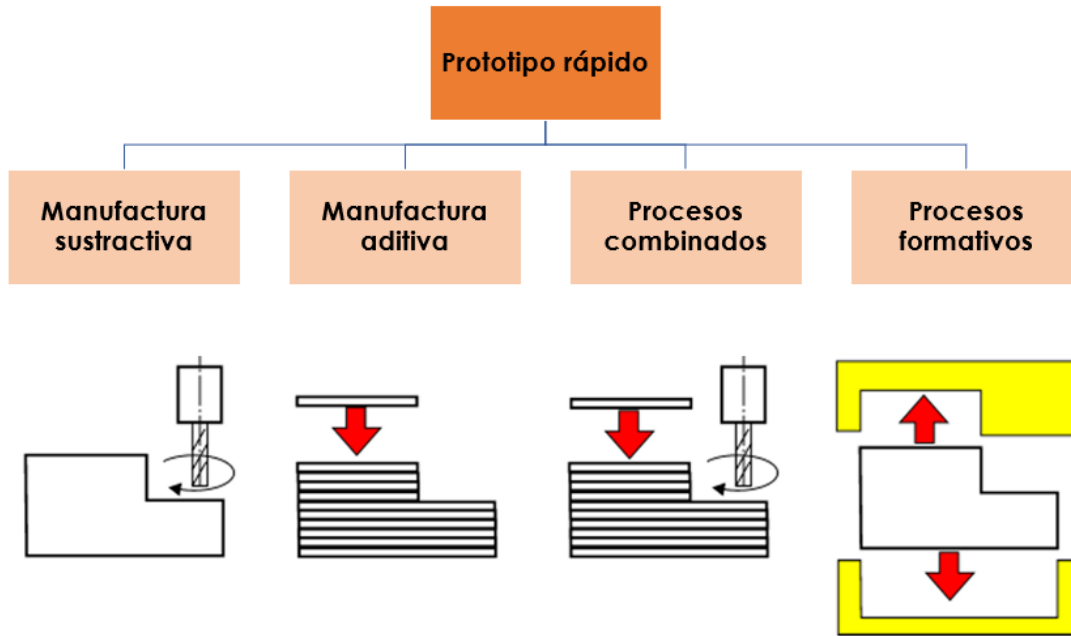 Prototipo rápido
Manufactura
sustractiva
Manufactura
aditiva
Procesos
combinados
Procesos
formativos